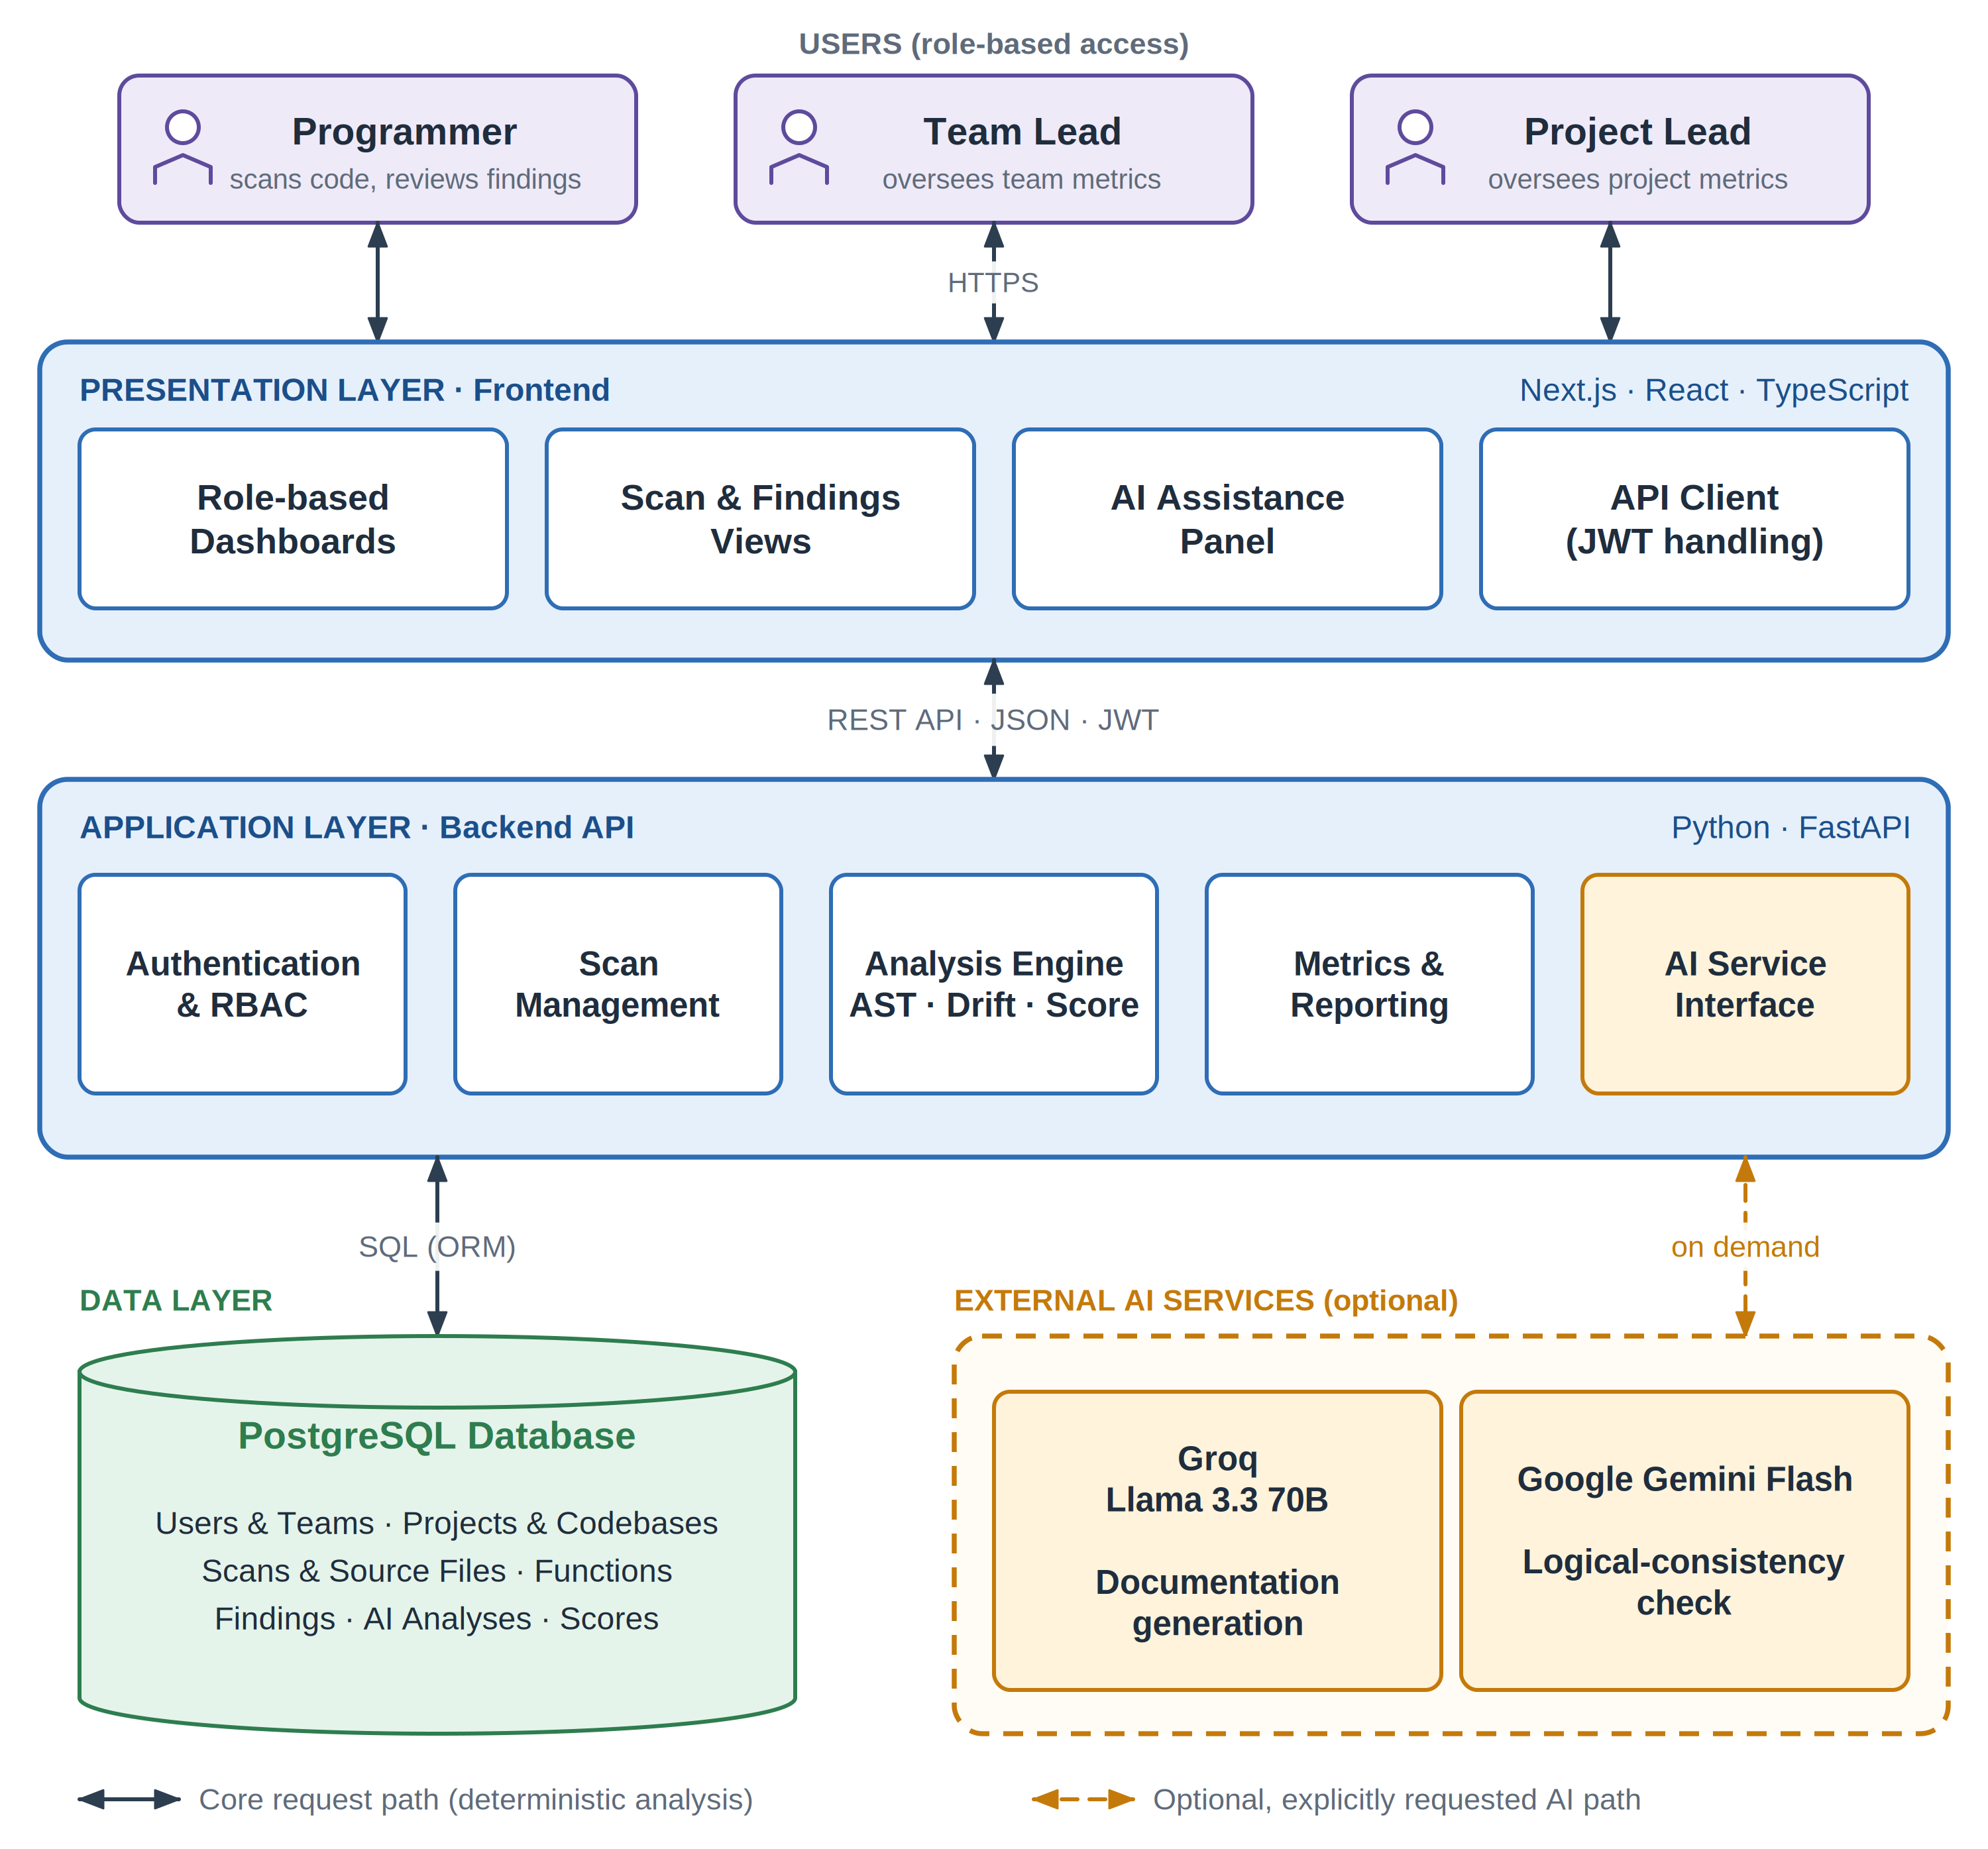 USERS (role-based access)
Programmer
scans code, reviews findings
Team Lead
oversees team metrics
Project Lead
oversees project metrics
HTTPS
PRESENTATION LAYER · Frontend
Next.js · React · TypeScript
Role-based
Dashboards
Scan & Findings
Views
AI Assistance
Panel
API Client
(JWT handling)
REST API · JSON · JWT
APPLICATION LAYER · Backend API
Python · FastAPI
Authentication
& RBAC
Scan
Management
Analysis Engine
AST · Drift · Score
Metrics &
Reporting
AI Service
Interface
SQL (ORM)
on demand
DATA LAYER
EXTERNAL AI SERVICES (optional)
PostgreSQL Database
Users & Teams · Projects & Codebases
Scans & Source Files · Functions
Findings · AI Analyses · Scores
Groq
Llama 3.3 70B
Documentation
generation
Google Gemini Flash
Logical-consistency
check
Core request path (deterministic analysis)
Optional, explicitly requested AI path